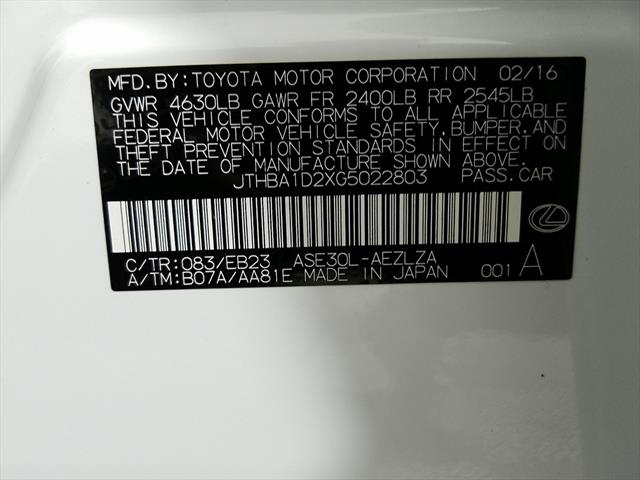 MFD.BY:TOYOTA MOTOR CORPORATION 02/16
GVWR 4630LB GAWR FR 2400LB RR 2545LB
THIS VEHICLE CONFORMS TO ALL APPLICABLE
FEDERAL MOTOR VEHICLE SAFETY,BUMPER,AND
THEFT PREVENTION STANDARDS IN EFFECT ON
THE DATE OF MANUFACTURE SHOWN ABOVE.
JTHBA1D2XG5022803 PASS.CAR
C/TR:083/EB23 ASE30L-AEZLZA
A/TM:B07A/AA81E MADE IN JAPAN 001 A